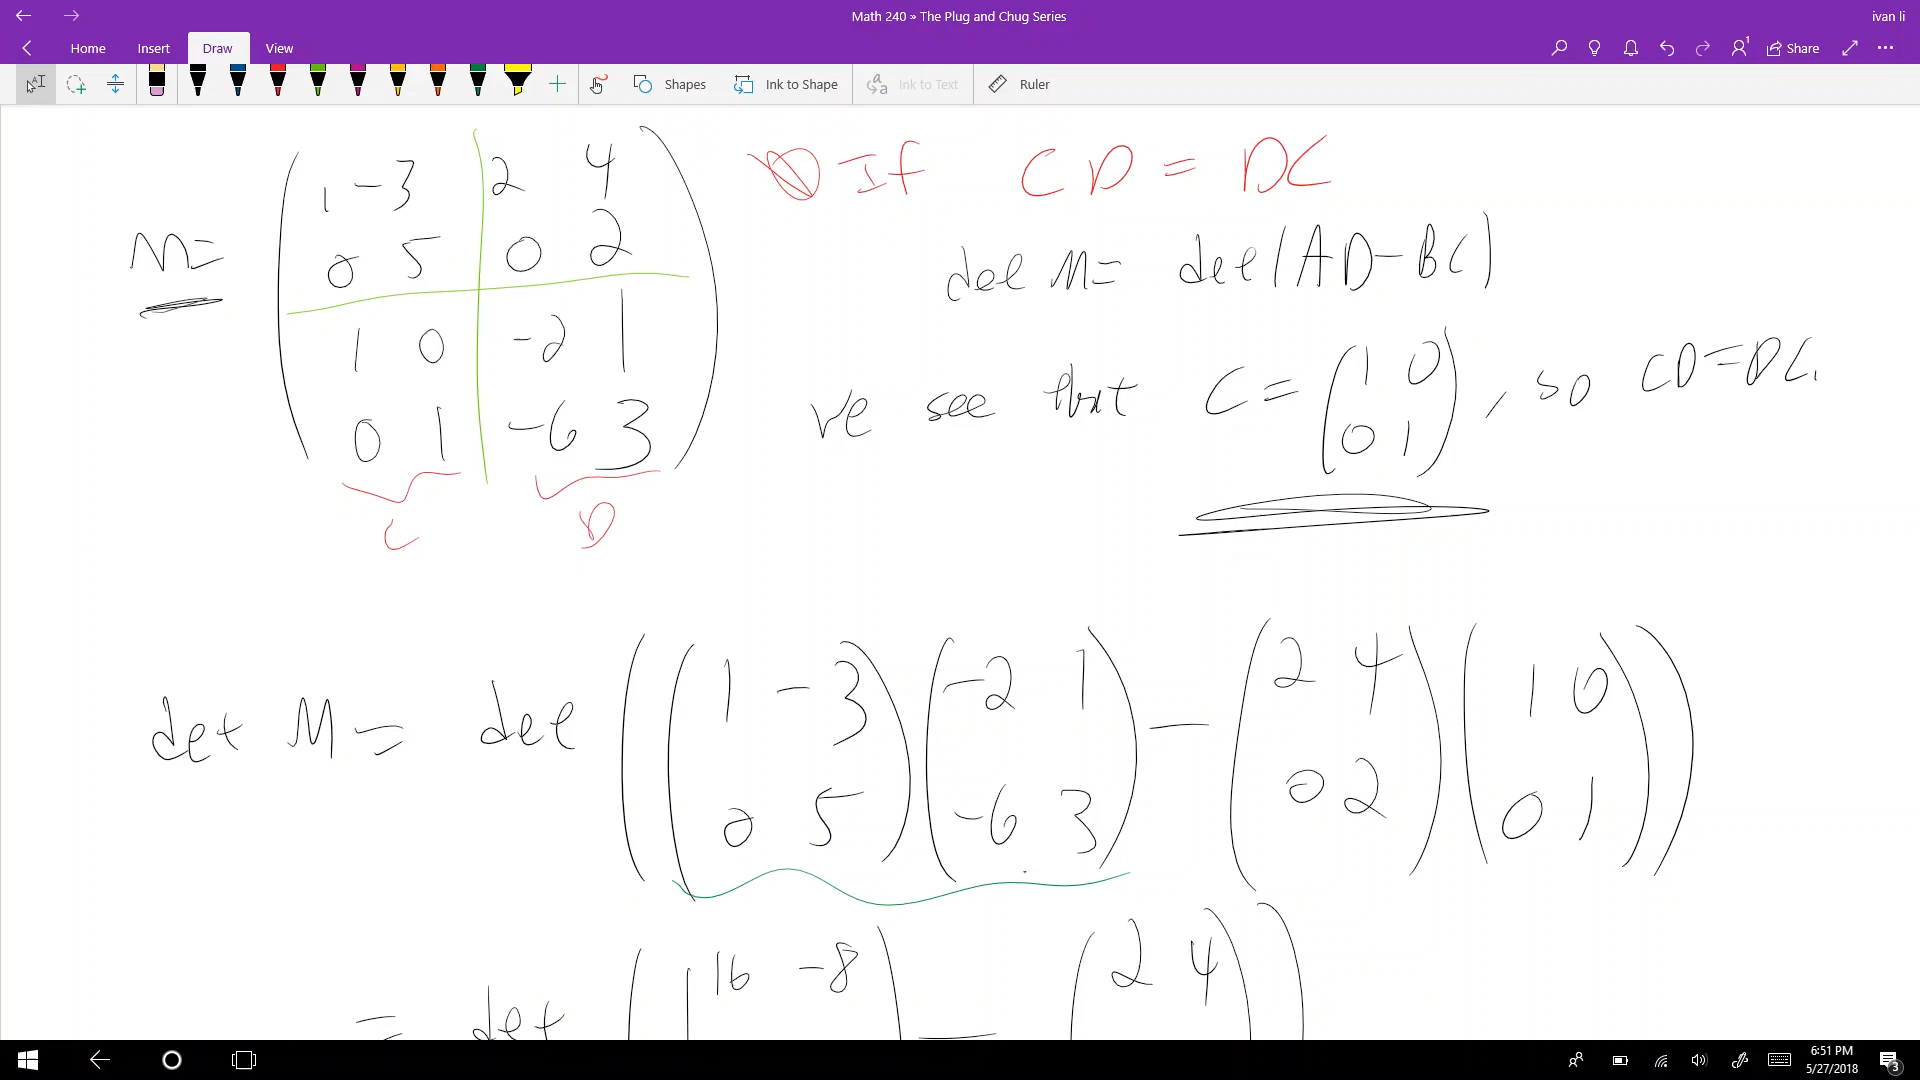 Math 240 » The Plug and Chug Series
ivan li
Home Insert Draw View
1 Share
Shapes Ink to Shape Ink to Text Ruler
M= ( 1 -3 2 4
0 5 0 2
1 0 -2 1
0 1 -6 3 )
C D
If CD = DC
det M = det(AD-BC)
we see that C = ( 1 0
0 1 ), so CD=DC.
det M = det ( ( 1 -3
0 5 ) ( -2 1
-6 3 ) - ( 2 4
0 2 ) ( 1 0
0 1 ) )
= det ( ( 16 -8 ) - ( 2 4 ) )
6:51 PM
5/27/2018
3